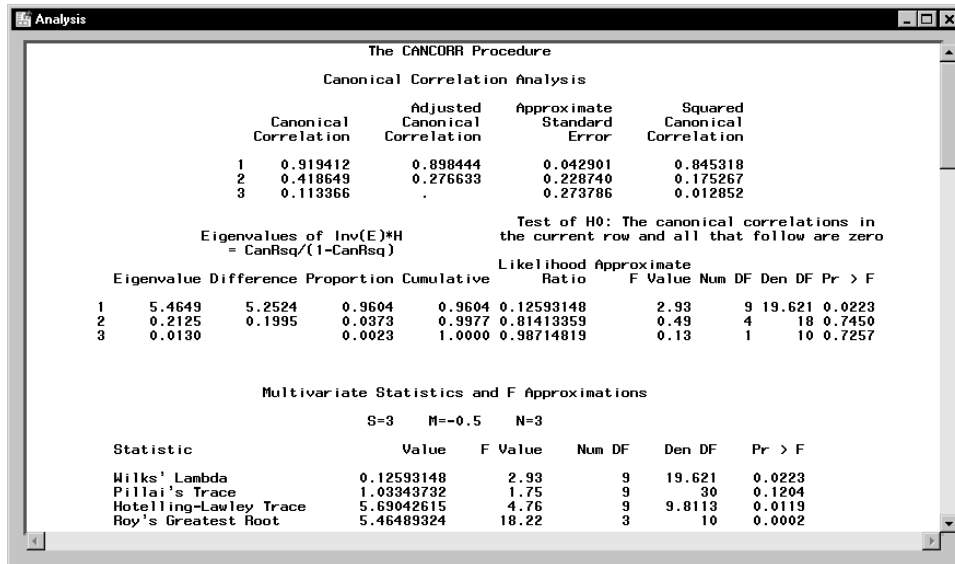 Analysis
The CANCORR Procedure
Canonical Correlation Analysis
Adjusted Approximate Squared
Canonical Canonical Standard Canonical
Correlation Correlation Error Correlation
1 0.919412 0.898444 0.042901 0.845318
2 0.418649 0.276633 0.228740 0.175267
3 0.113366 . 0.273786 0.012852
Test of H0: The canonical correlations in
Eigenvalues of Inv(E)*H the current row and all that follow are zero
= CanRsq/(1-CanRsq)
Likelihood Approximate
Eigenvalue Difference Proportion Cumulative Ratio F Value Num DF Den DF Pr > F
1 5.4649 5.2524 0.9604 0.9604 0.12593148 2.93 9 19.621 0.0223
2 0.2125 0.1995 0.0373 0.9977 0.81413359 0.49 4 18 0.7450
3 0.0130 0.0023 1.0000 0.98714819 0.13 1 10 0.7257
Multivariate Statistics and F Approximations
S=3 M=-0.5 N=3
Statistic Value F Value Num DF Den DF Pr > F
Wilks' Lambda 0.12593148 2.93 9 19.621 0.0223
Pillai's Trace 1.03343732 1.75 9 30 0.1204
Hotelling-Lawley Trace 5.69042615 4.76 9 9.8113 0.0119
Roy's Greatest Root 5.46489324 18.22 3 10 0.0002